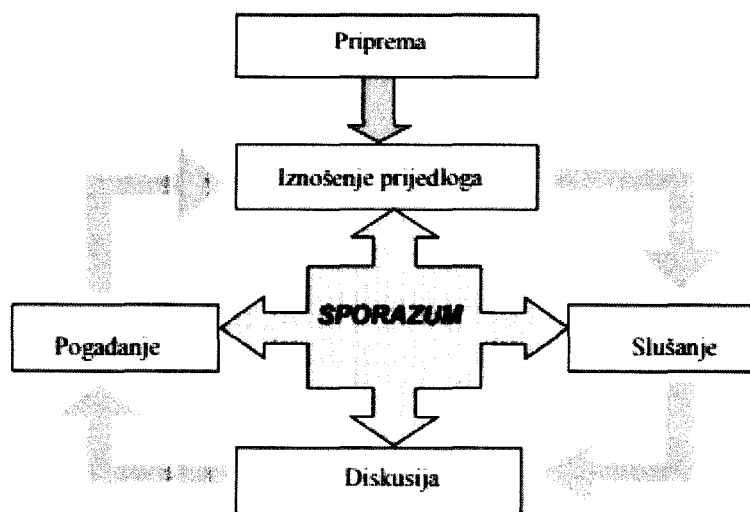 Priprema
Iznošenje prijedloga
SPORAZUM
Pogađanje
Slušanje
Diskusija